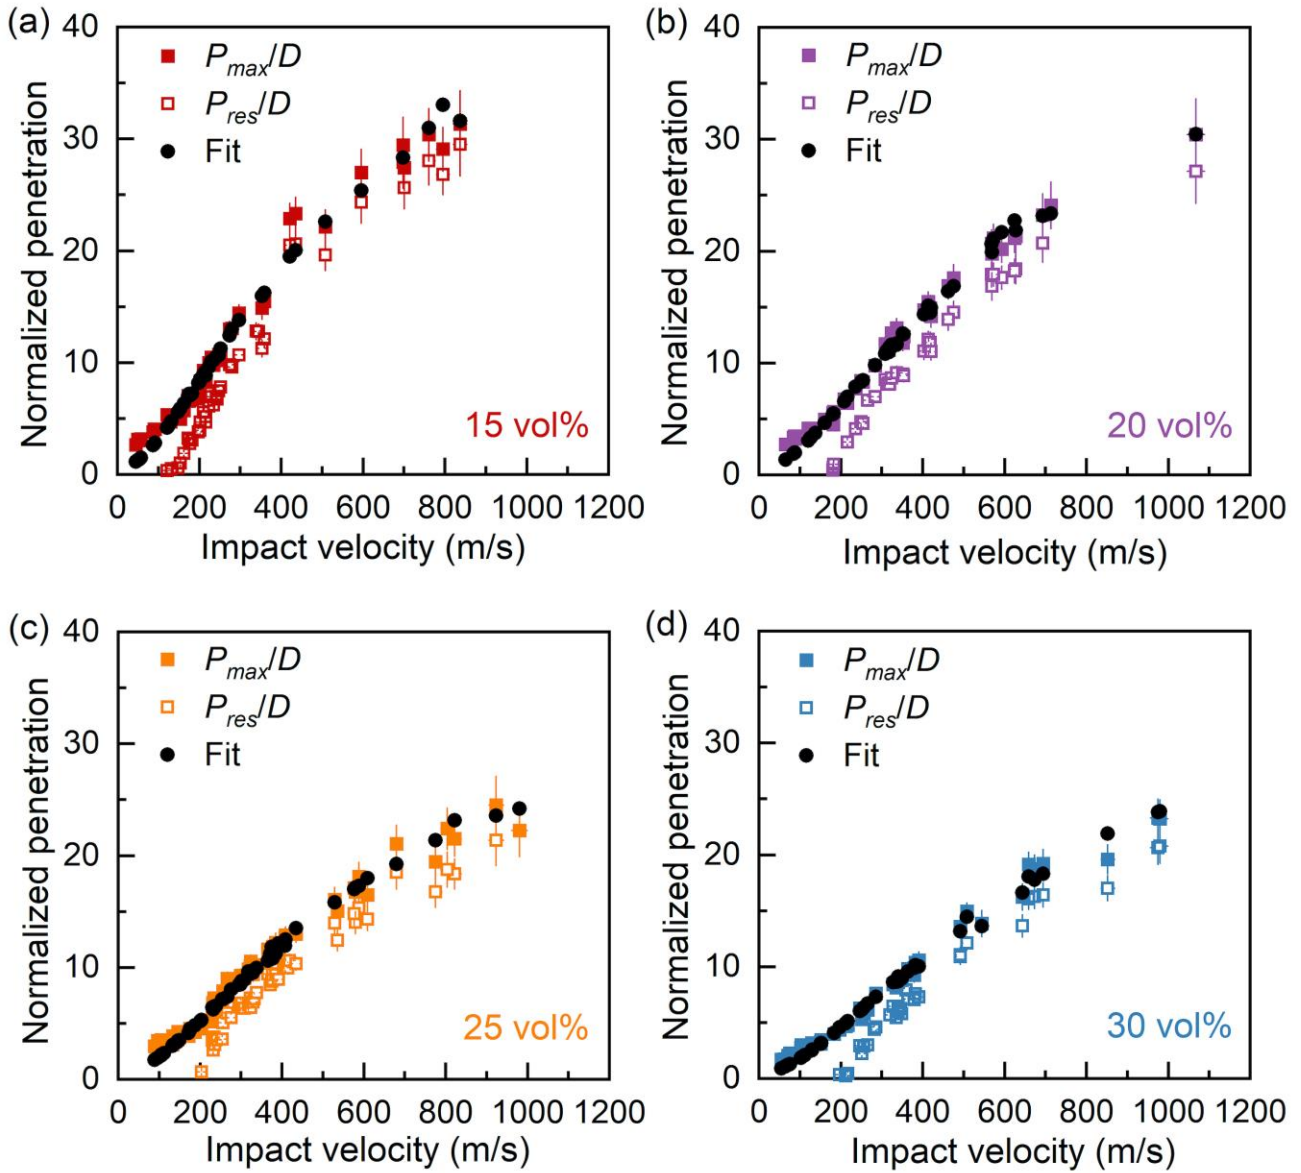 (a)
40
30
20
10
0
Normalized penetration
P_max/D
P_res/D
Fit
15 vol%
0 200 400 600 800 1000 1200
Impact velocity (m/s)
(b)
40
30
20
10
0
Normalized penetration
P_max/D
P_res/D
Fit
20 vol%
0 200 400 600 800 1000 1200
Impact velocity (m/s)
(c)
40
30
20
10
0
Normalized penetration
P_max/D
P_res/D
Fit
25 vol%
0 200 400 600 800 1000 1200
Impact velocity (m/s)
(d)
40
30
20
10
0
Normalized penetration
P_max/D
P_res/D
Fit
30 vol%
0 200 400 600 800 1000 1200
Impact velocity (m/s)